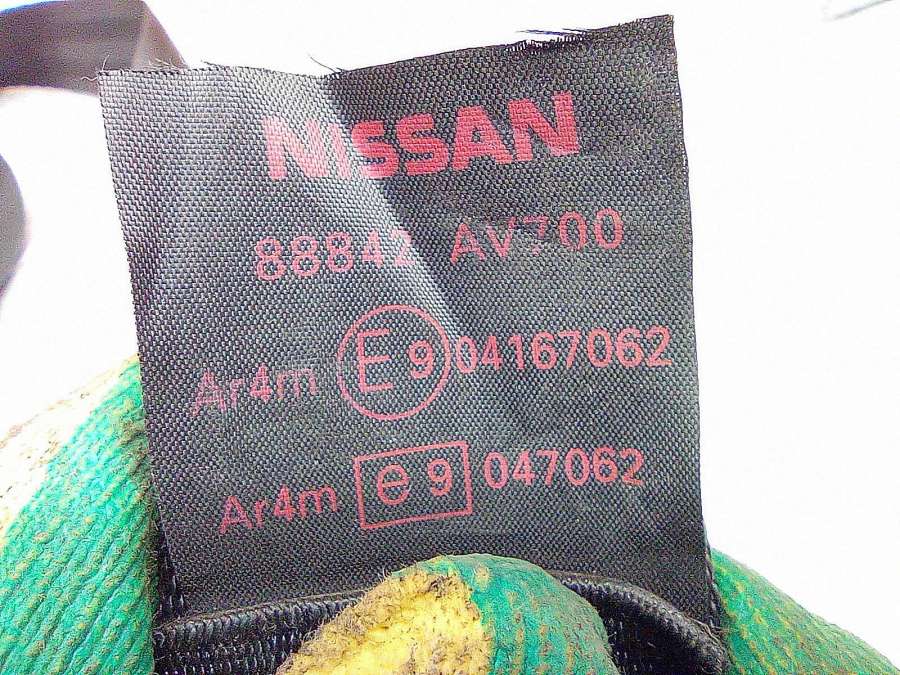 NISSAN
88842 AV700
Ar4m E 9 04167062
Ar4m e 9 047062